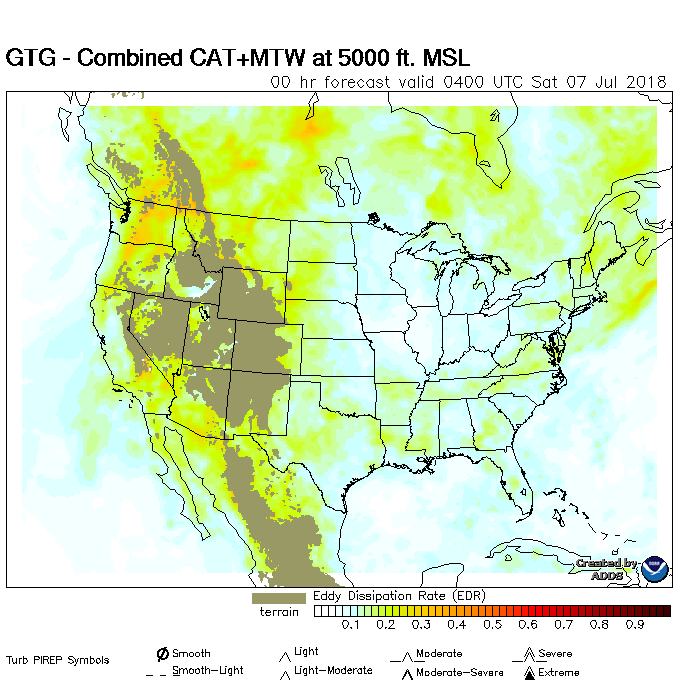 GTG - Combined CAT+MTW at 5000 ft. MSL
00 hr forecast valid 0400 UTC Sat 07 Jul 2018
Created by
ADDS
Eddy Dissipation Rate (EDR)
terrain
0.1 0.2 0.3 0.4 0.5 0.6 0.7 0.8 0.9
Turb PIREP Symbols
Smooth
Light
Moderate
Severe
Smooth-Light
Light-Moderate
Moderate-Severe
Extreme